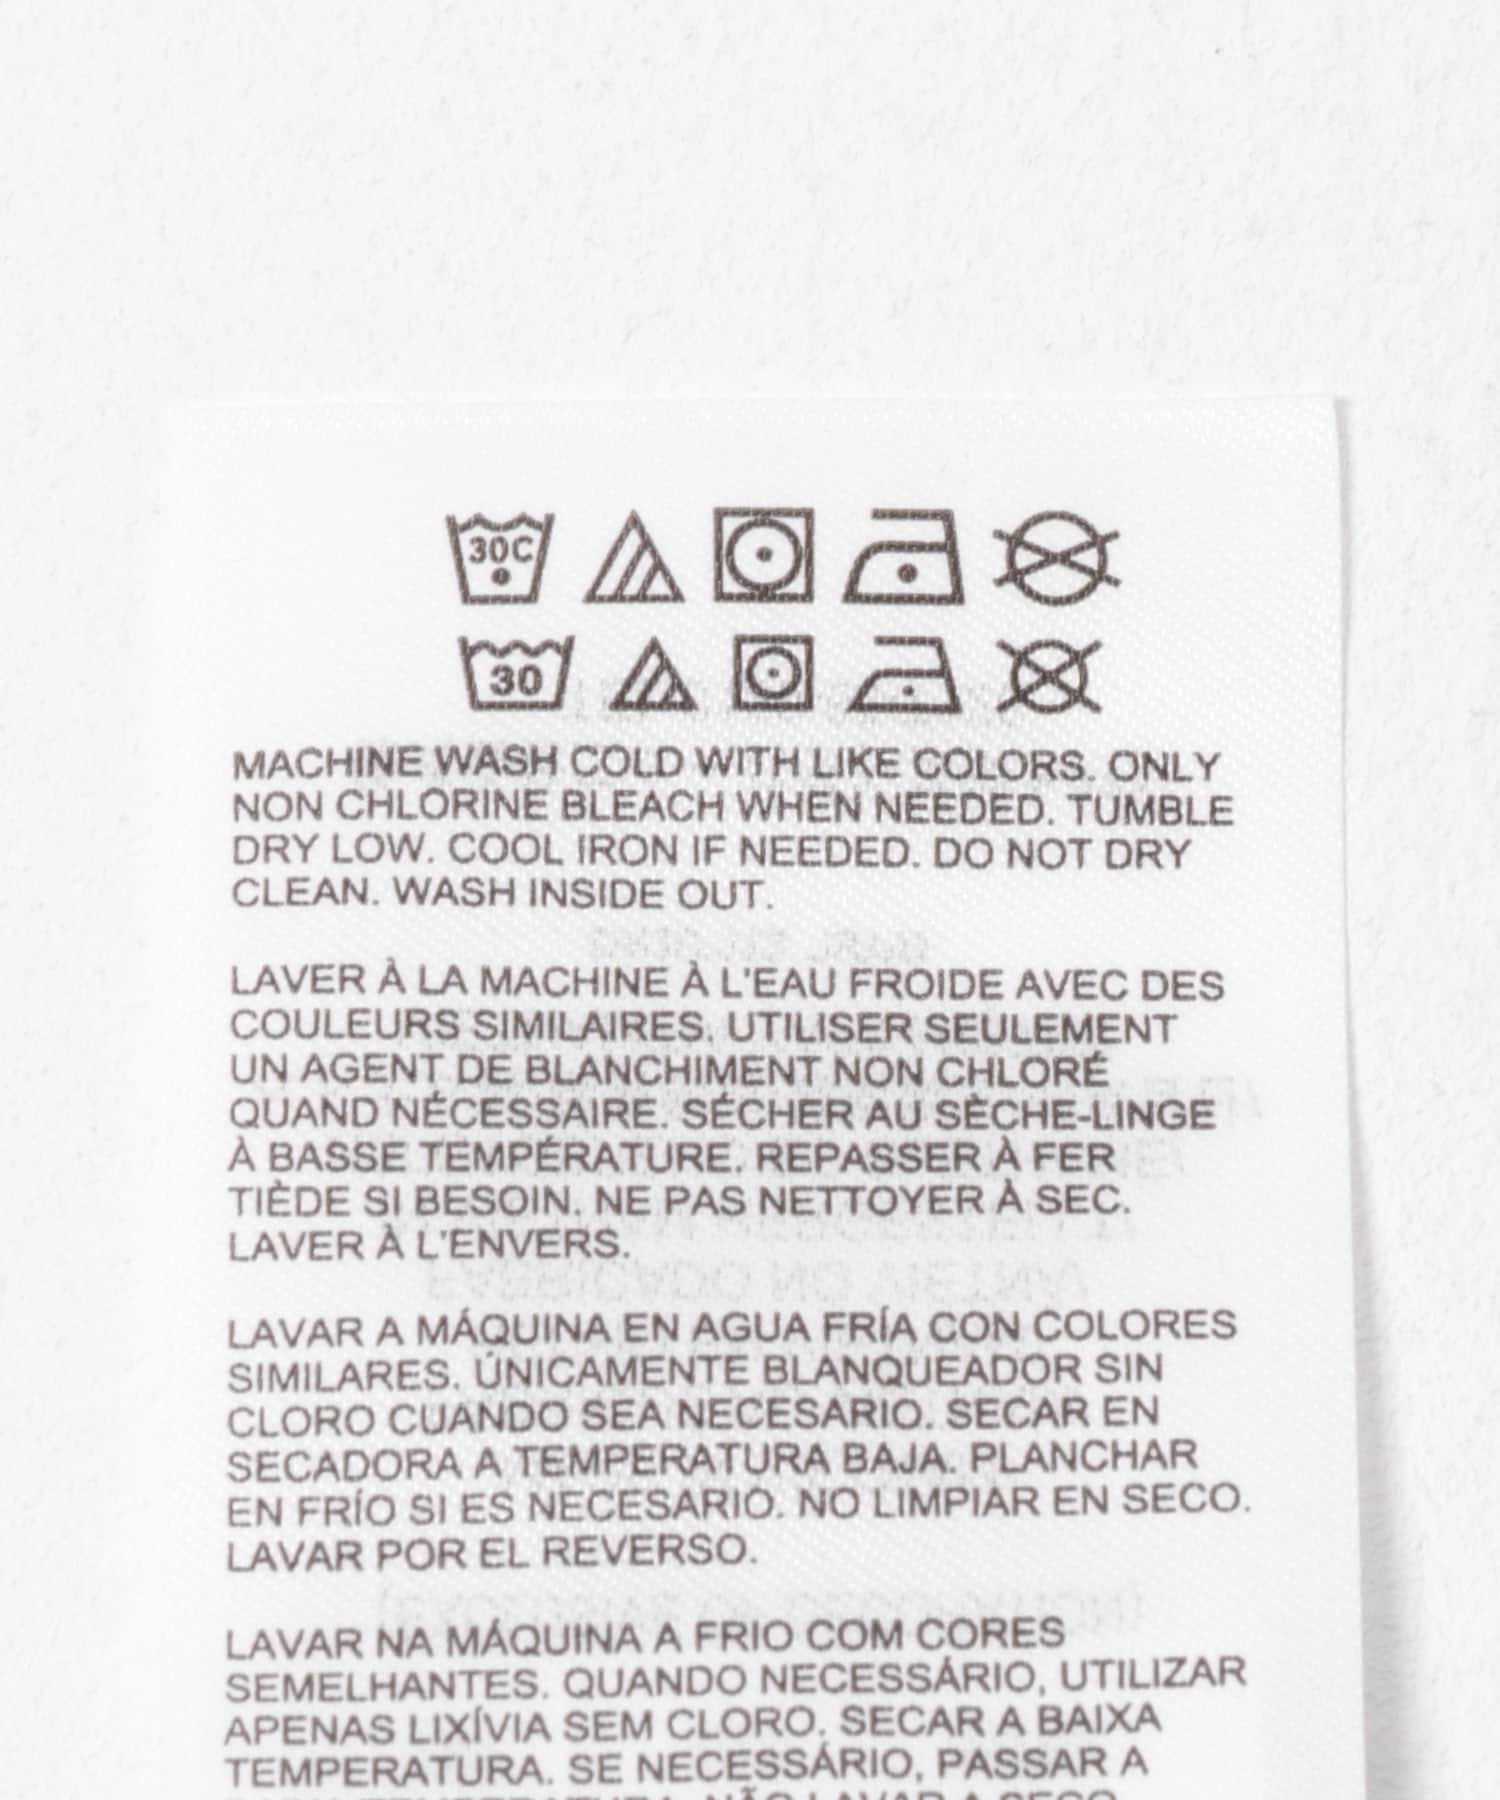 30C
30
MACHINE WASH COLD WITH LIKE COLORS. ONLY
NON CHLORINE BLEACH WHEN NEEDED. TUMBLE
DRY LOW. COOL IRON IF NEEDED. DO NOT DRY
CLEAN. WASH INSIDE OUT.
LAVER À LA MACHINE À L'EAU FROIDE AVEC DES
COULEURS SIMILAIRES. UTILISER SEULEMENT
UN AGENT DE BLANCHIMENT NON CHLORÉ
QUAND NÉCESSAIRE. SÉCHER AU SÈCHE-LINGE
À BASSE TEMPÉRATURE. REPASSER À FER
TIÈDE SI BESOIN. NE PAS NETTOYER À SEC.
LAVER À L'ENVERS.
LAVAR A MÁQUINA EN AGUA FRÍA CON COLORES
SIMILARES. ÚNICAMENTE BLANQUEADOR SIN
CLORO CUANDO SEA NECESARIO. SECAR EN
SECADORA A TEMPERATURA BAJA. PLANCHAR
EN FRÍO SI ES NECESARIO. NO LIMPIAR EN SECO.
LAVAR POR EL REVERSO.
LAVAR NA MÁQUINA A FRIO COM CORES
SEMELHANTES. QUANDO NECESSÁRIO, UTILIZAR
APENAS LIXÍVIA SEM CLORO. SECAR A BAIXA
TEMPERATURA. SE NECESSÁRIO, PASSAR A
NÃO LAVAR A SECO